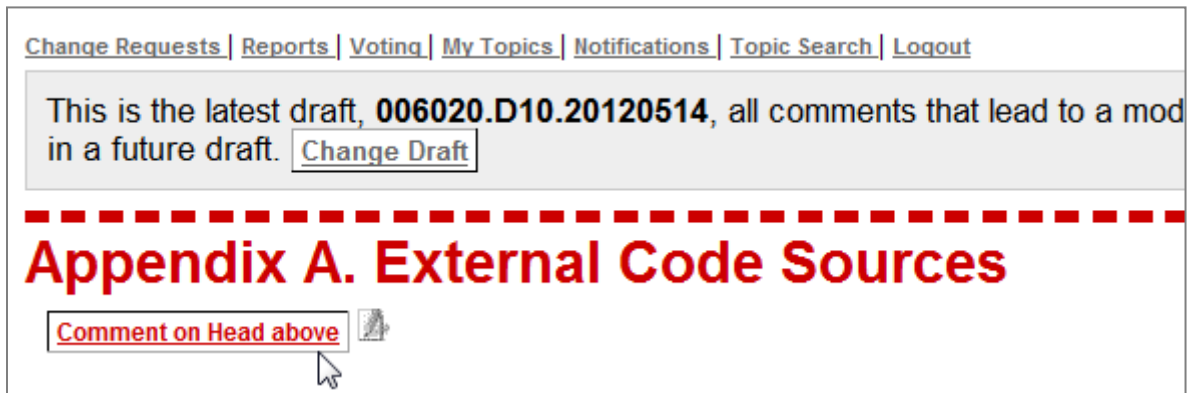 Change Requests | Reports | Voting | My Topics | Notifications | Topic Search | Logout
This is the latest draft, 006020.D10.20120514, all comments that lead to a mod
in a future draft. Change Draft
Appendix A. External Code Sources
Comment on Head above